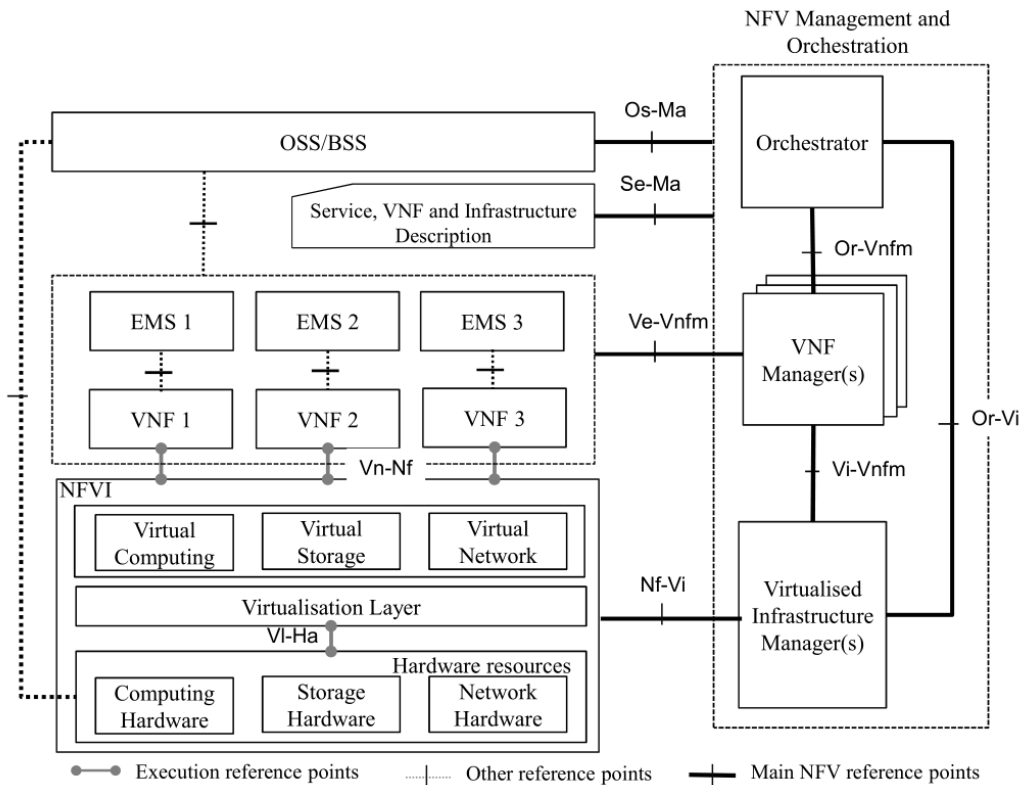 NFV Management and
Orchestration
Os-Ma
OSS/BSS
Orchestrator
Se-Ma
Service, VNF and Infrastructure
Description
Or-Vnfm
EMS 1
EMS 2
EMS 3
Ve-Vnfm
VNF
Manager(s)
VNF 1
VNF 2
VNF 3
Or-Vi
Vn-Nf
Vi-Vnfm
NFVI
Virtual
Computing
Virtual
Storage
Virtual
Network
Nf-Vi
Virtualised
Infrastructure
Manager(s)
Virtualisation Layer
Vl-Ha
Hardware resources
Computing
Hardware
Storage
Hardware
Network
Hardware
Execution reference points
Other reference points
Main NFV reference points